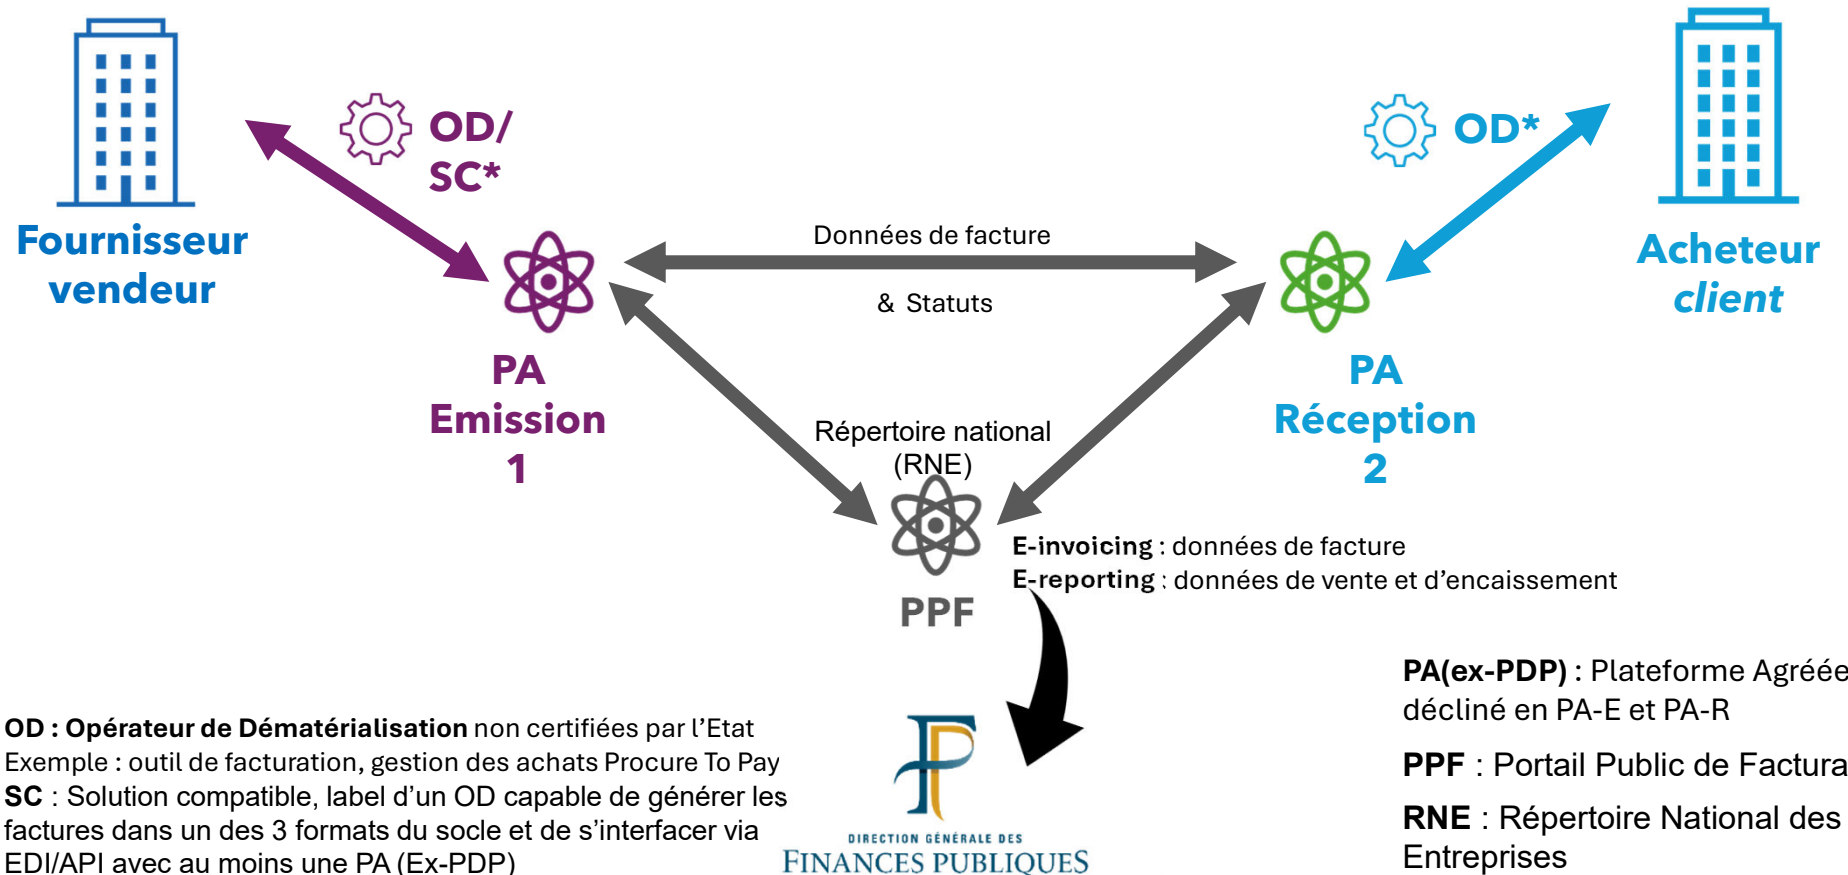 OD/
SC*
OD*
Fournisseur
vendeur
Données de facture
& Statuts
Acheteur
client
PA
Emission
1
PA
Réception
2
Répertoire national
(RNE)
E-invoicing : données de facture
E-reporting : données de vente et d’encaissement
PPF
OD : Opérateur de Dématérialisation non certifiées par l’Etat
Exemple : outil de facturation, gestion des achats Procure To Pay
SC : Solution compatible, label d’un OD capable de générer les
factures dans un des 3 formats du socle et de s’interfacer via
EDI/API avec au moins une PA (Ex-PDP)
DIRECTION GÉNÉRALE DES
FINANCES PUBLIQUES
PA(ex-PDP) : Plateforme Agréée
décliné en PA-E et PA-R
PPF : Portail Public de Factura
RNE : Répertoire National des
Entreprises